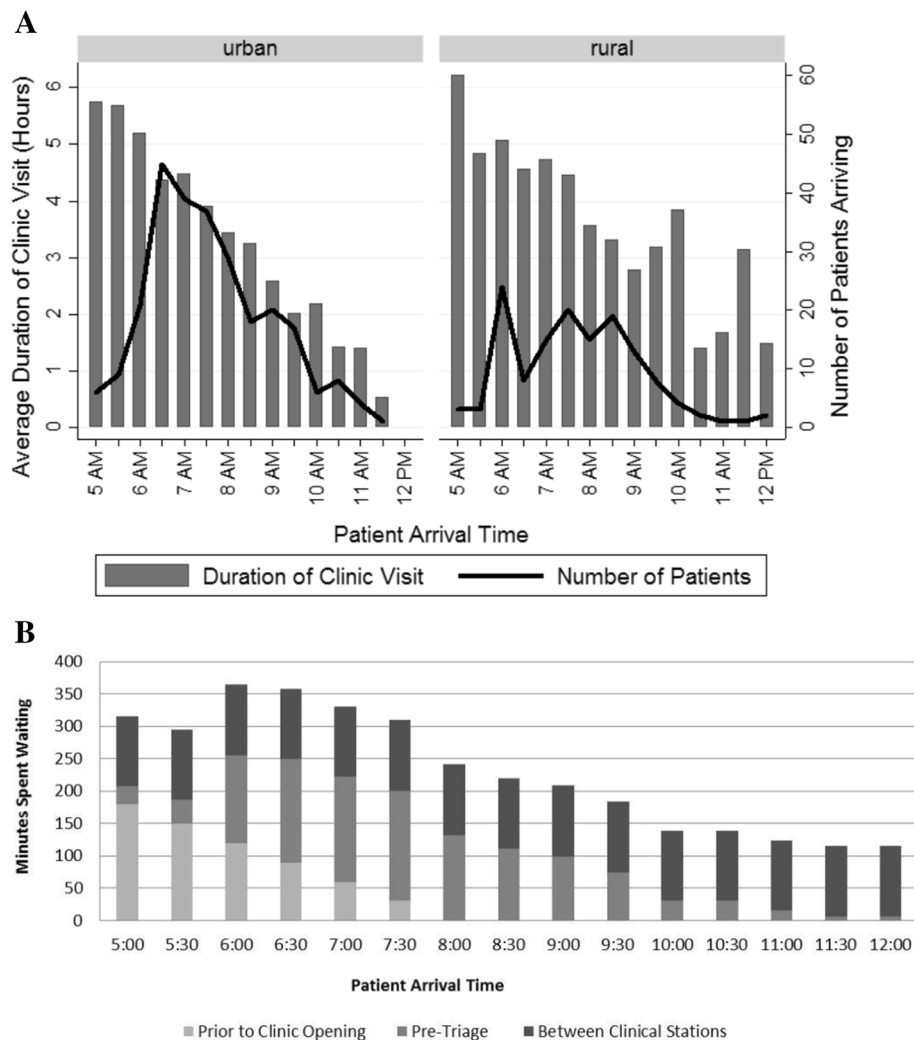 A
urban
rural
Average Duration of Clinic Visit (Hours)
0 1 2 3 4 5 6
Number of Patients Arriving
0 10 20 30 40 50 60
5 AM 6 AM 7 AM 8 AM 9 AM 10 AM 11 AM 12 PM
5 AM 6 AM 7 AM 8 AM 9 AM 10 AM 11 AM 12 PM
Patient Arrival Time
Duration of Clinic Visit Number of Patients
B
Minutes Spent Waiting
400
350
300
250
200
150
100
50
0
5:00 5:30 6:00 6:30 7:00 7:30 8:00 8:30 9:00 9:30 10:00 10:30 11:00 11:30 12:00
Patient Arrival Time
Prior to Clinic Opening Pre-Triage Between Clinical Stations